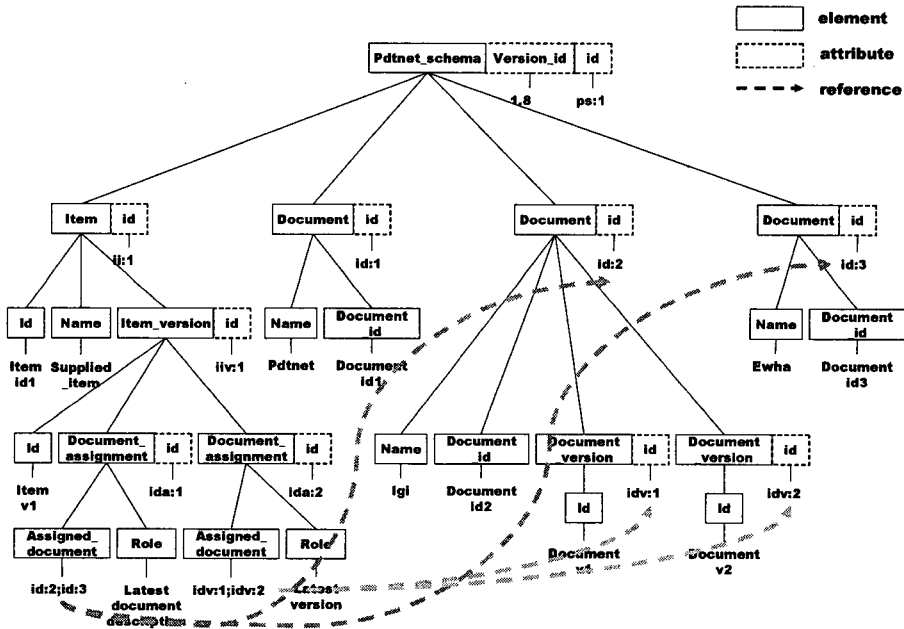 element
attribute
reference
Pdtnet_schema Version_id id
1.8 ps:1
Item id
ii:1
Document id
id:1
Document id
id:2
Document id
id:3
Id
Item
id1
Name
Supplied
_item
Item_version id
iiv:1
Name
Pdtnet
Document
_id
Document
id1
Name
Ewha
Document
_id
Document
id3
Id
Item
v1
Document_
assignment
id
ida:1
Document_
assignment
id
ida:2
Name
Igi
Document
_id
Document
id2
Document
_version
id
idv:1
Document
_version
id
idv:2
Assigned_
document
id:2;id:3
Role
Latest
document
description
Assigned_
document
idv:1;idv:2
Role
Latest
version
Id
Document
v1
Id
Document
v2